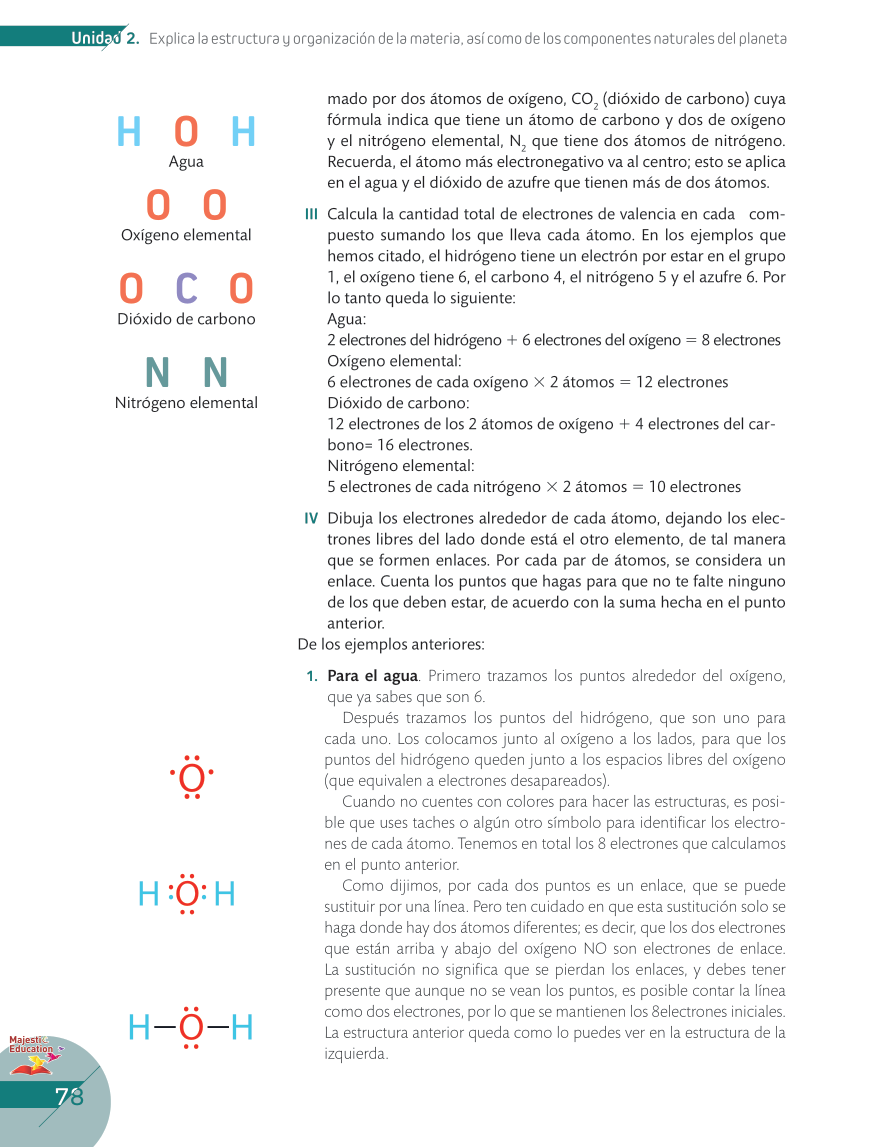 Unidad 2. Explica la estructura y organización de la materia, así como de los componentes naturales del planeta
H O H
Agua
O O
Oxígeno elemental
O C O
Dióxido de carbono
N N
Nitrógeno elemental
mado por dos átomos de oxígeno, CO₂ (dióxido de carbono) cuya
fórmula indica que tiene un átomo de carbono y dos de oxígeno
y el nitrógeno elemental, N₂ que tiene dos átomos de nitrógeno.
Recuerda, el átomo más electronegativo va al centro; esto se aplica
en el agua y el dióxido de azufre que tienen más de dos átomos.
III Calcula la cantidad total de electrones de valencia en cada com-
puesto sumando los que lleva cada átomo. En los ejemplos que
hemos citado, el hidrógeno tiene un electrón por estar en el grupo
1, el oxígeno tiene 6, el carbono 4, el nitrógeno 5 y el azufre 6. Por
lo tanto queda lo siguiente:
Agua:
2 electrones del hidrógeno + 6 electrones del oxígeno = 8 electrones
Oxígeno elemental:
6 electrones de cada oxígeno × 2 átomos = 12 electrones
Dióxido de carbono:
12 electrones de los 2 átomos de oxígeno + 4 electrones del car-
bono= 16 electrones.
Nitrógeno elemental:
5 electrones de cada nitrógeno × 2 átomos = 10 electrones
IV Dibuja los electrones alrededor de cada átomo, dejando los elec-
trones libres del lado donde está el otro elemento, de tal manera
que se formen enlaces. Por cada par de átomos, se considera un
enlace. Cuenta los puntos que hagas para que no te falte ninguno
de los que deben estar, de acuerdo con la suma hecha en el punto
anterior.
De los ejemplos anteriores:
1. Para el agua. Primero trazamos los puntos alrededor del oxígeno,
que ya sabes que son 6.
Después trazamos los puntos del hidrógeno, que son uno para
cada uno. Los colocamos junto al oxígeno a los lados, para que los
puntos del hidrógeno queden junto a los espacios libres del oxígeno
(que equivalen a electrones desapareados).
Cuando no cuentes con colores para hacer las estructuras, es posi-
ble que uses taches o algún otro símbolo para identificar los electro-
nes de cada átomo. Tenemos en total los 8 electrones que calculamos
en el punto anterior.
Como dijimos, por cada dos puntos es un enlace, que se puede
sustituir por una línea. Pero ten cuidado en que esta sustitución solo se
haga donde hay dos átomos diferentes; es decir, que los dos electrones
que están arriba y abajo del oxígeno NO son electrones de enlace.
La sustitución no significa que se pierdan los enlaces, y debes tener
presente que aunque no se vean los puntos, es posible contar la línea
como dos electrones, por lo que se mantienen los 8electrones iniciales.
La estructura anterior queda como lo puedes ver en la estructura de la
izquierda.
O
H O H
H—O—H
Majestic
Education
78